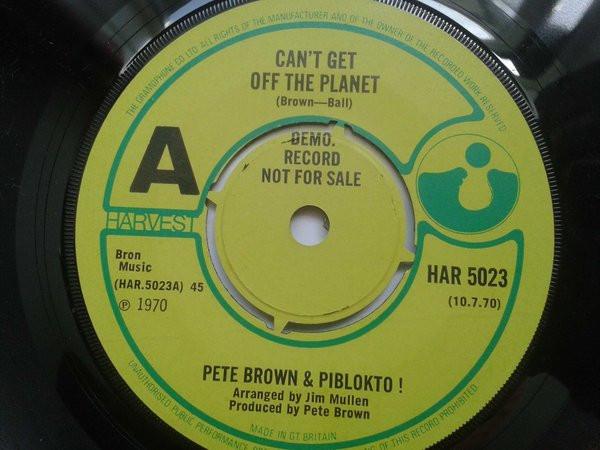 THE GRAMOPHONE CO LTD. ALL RIGHTS OF THE MANUFACTURER AND OF THE OWNER OF THE RECORDED WORK RESERVED
CAN'T GET
OFF THE PLANET
(Brown—Ball)
A
DEMO.
RECORD
NOT FOR SALE
HARVEST
Bron
Music
(HAR.5023A) 45
℗ 1970
HAR 5023
(10.7.70)
PETE BROWN & PIBLOKTO !
Arranged by Jim Mullen
Produced by Pete Brown
UNAUTHORISED PUBLIC PERFORMANCE
OF THIS RECORD PROHIBITED
MADE IN GT. BRITAIN